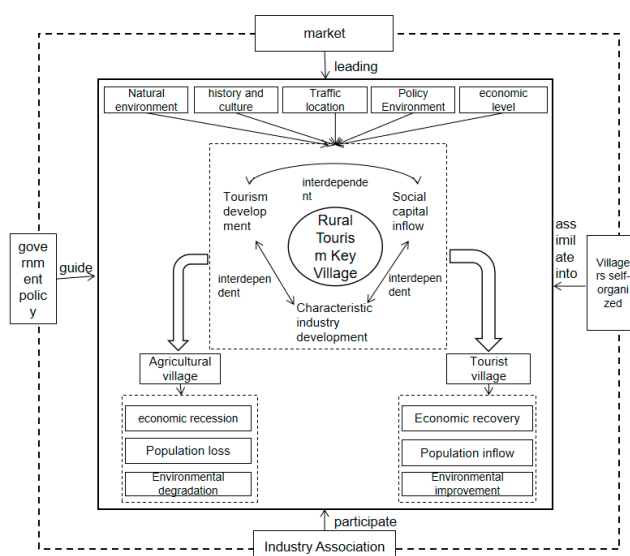 market
leading
Natural
environment
history and
culture
Traffic
location
Policy
Environment
economic
level
interdepende
nt
Tourism
develop
ment
Social
capital
inflow
Rural
Touris
m Key
Village
interdepen
dent
interdepen
dent
Characteristic
industry
development
gove
rnm
ent
polic
y
guide
ass
imil
ate
into
Village
rs self-
organi
zed
Agricultural
village
Tourist
village
economic recession
Population loss
Environmental
degradation
Economic recovery
Population inflow
Environmental
improvement
participate
Industry Association